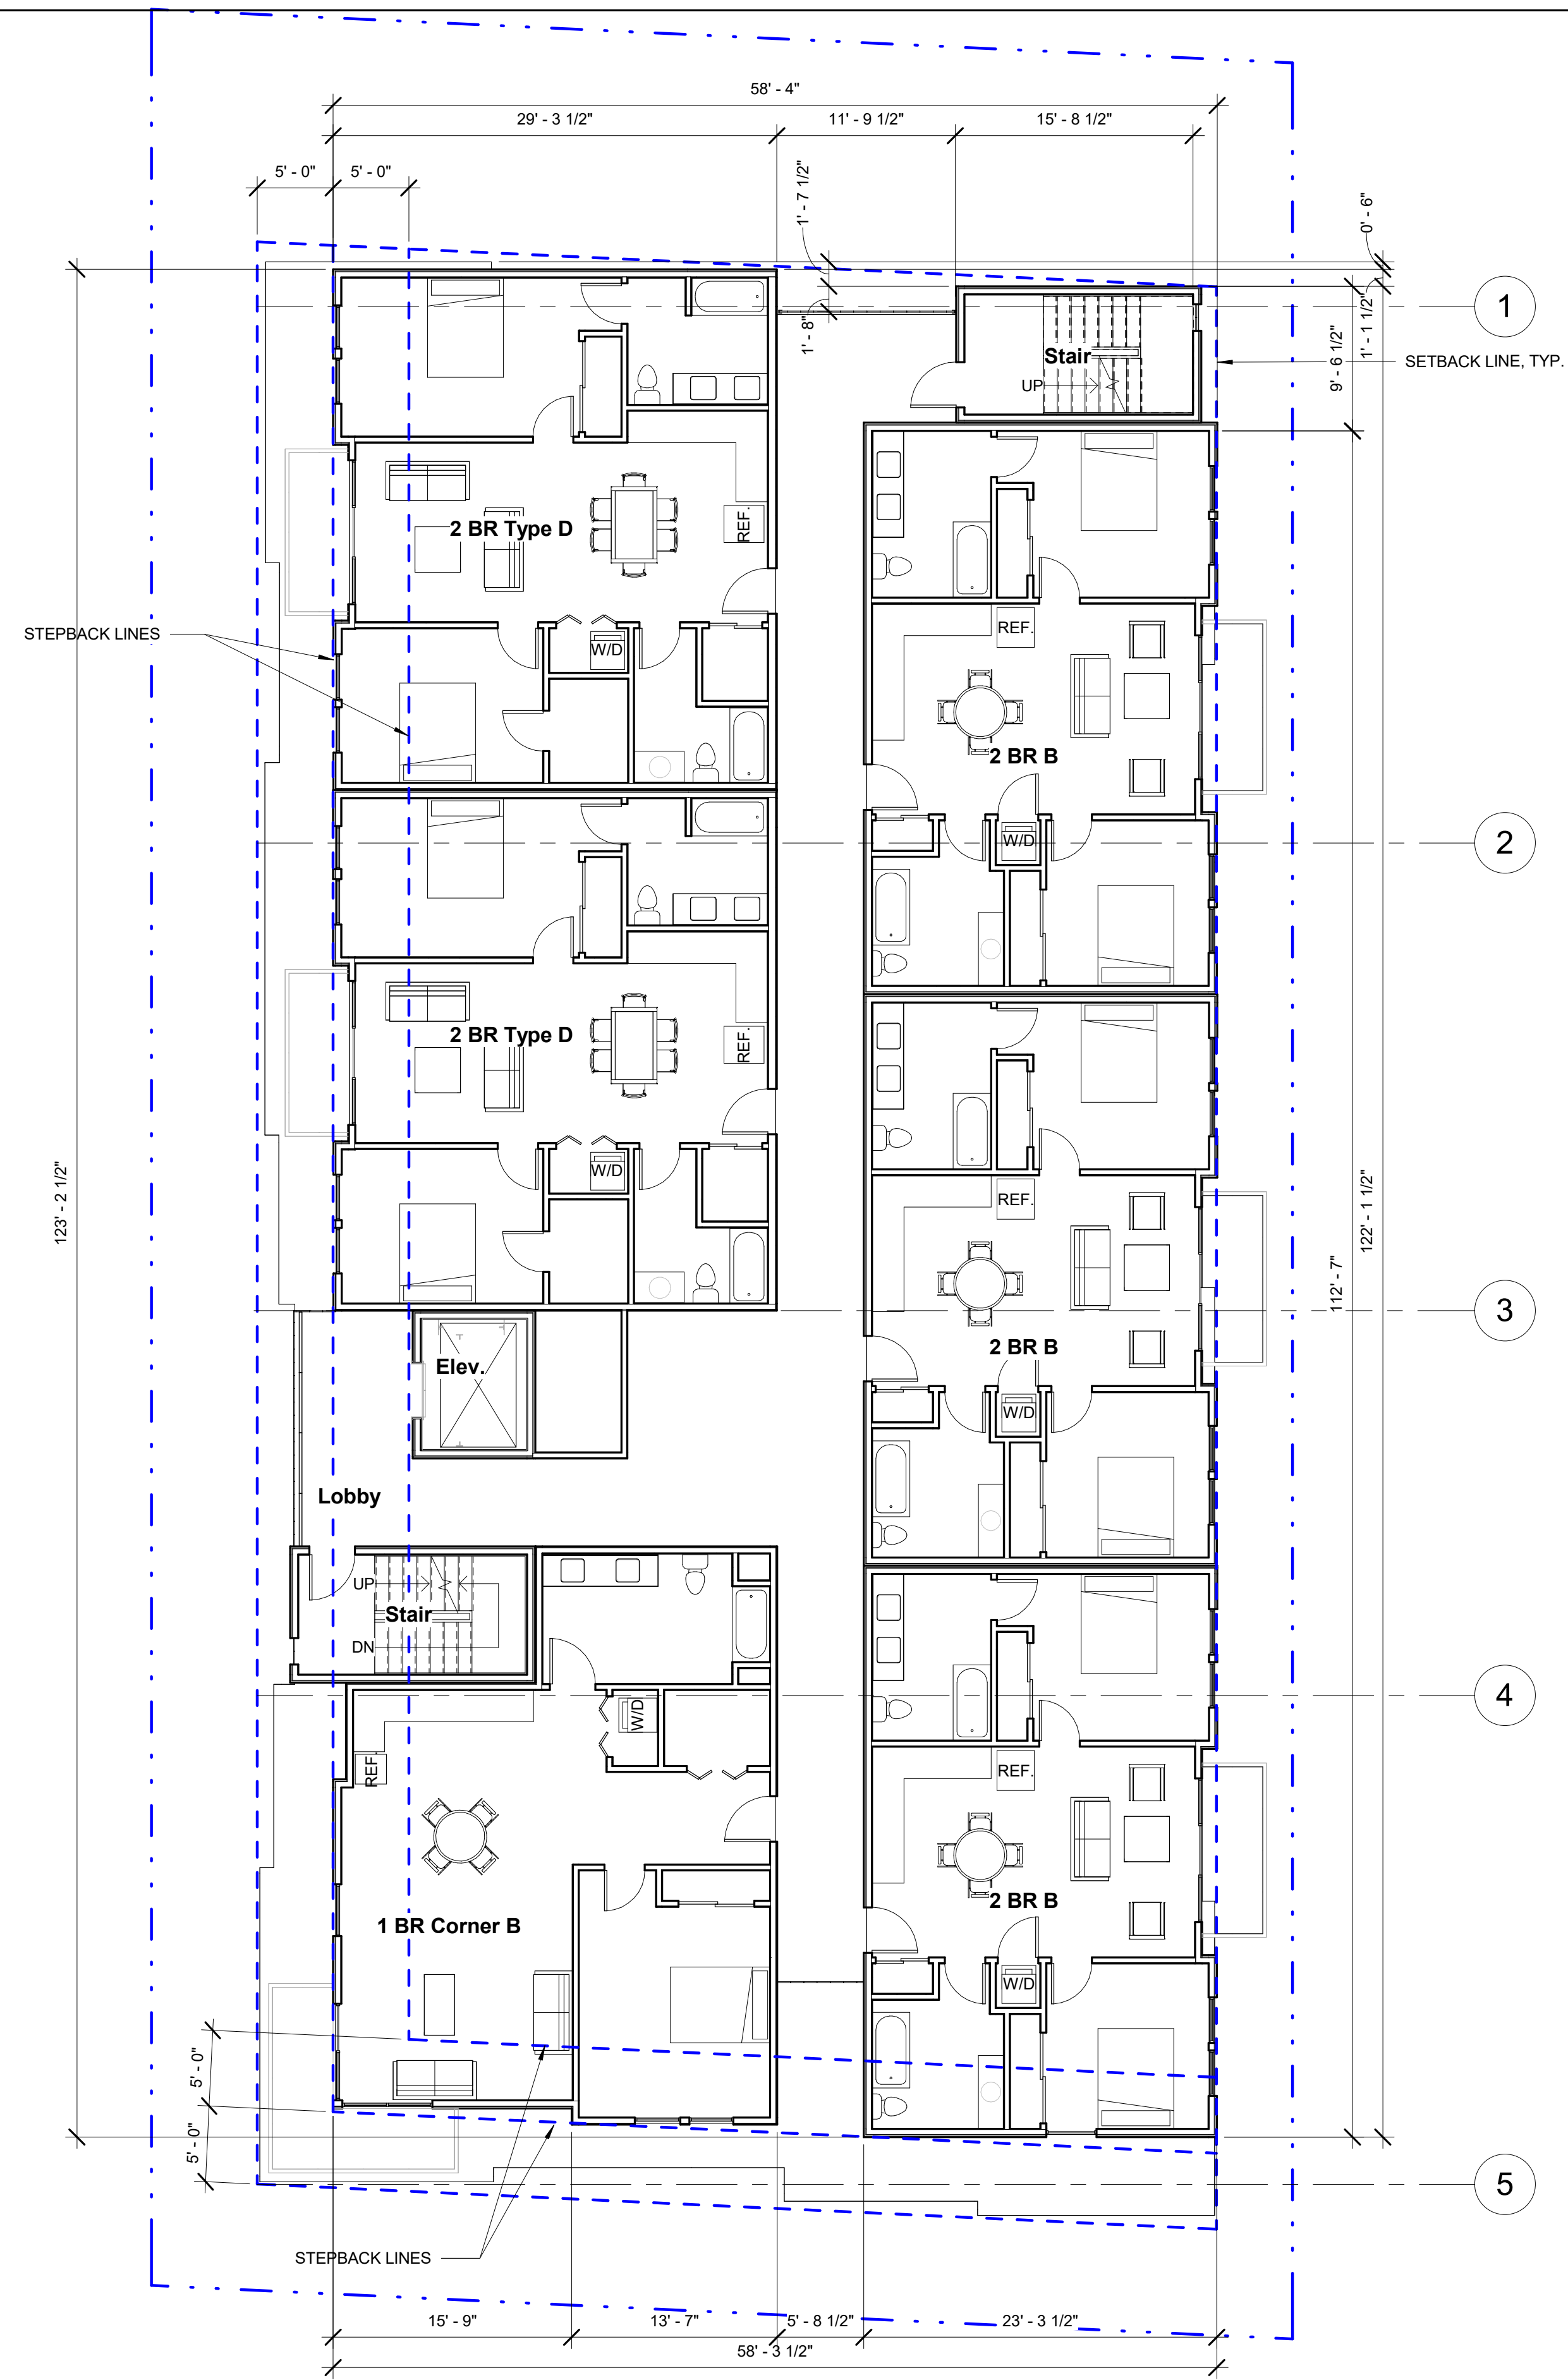 58' - 4"
29' - 3 1/2"
11' - 9 1/2"
15' - 8 1/2"
5' - 0"
5' - 0"
1' - 7 1/2"
0' - 6"
1' - 8"
9' - 6 1/2"
1' - 1 1/2"
1
Stair
UP
SETBACK LINE, TYP.
2 BR Type D
REF.
STEPBACK LINES
W/D
REF.
2 BR B
W/D
2
2 BR Type D
REF.
W/D
123' - 2 1/2"
REF.
122' - 1 1/2"
112' - 7"
3
Elev.
2 BR B
W/D
Lobby
UP
Stair
DN
4
W/D
REF.
REF.
2 BR B
1 BR Corner B
W/D
5' - 0"
5' - 0"
5
STEPBACK LINES
15' - 9"
13' - 7"
5' - 8 1/2"
23' - 3 1/2"
58' - 3 1/2"